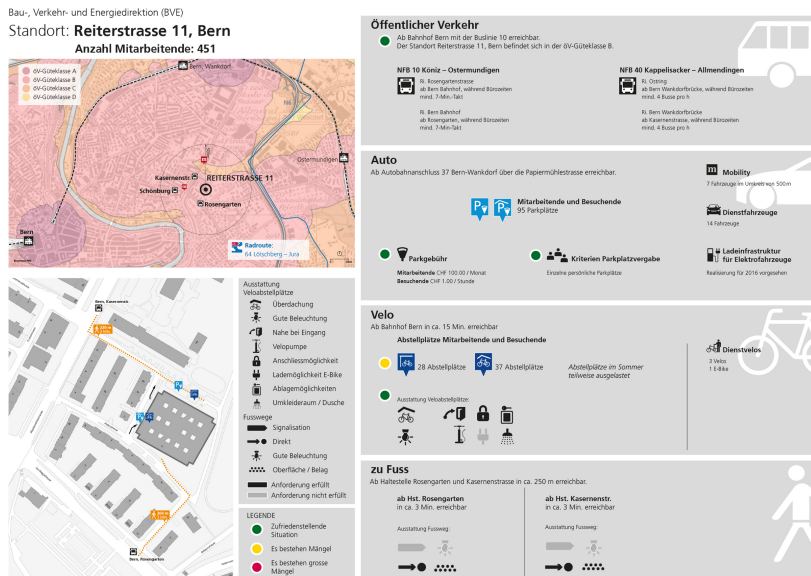 Bau-, Verkehr- und Energiedirektion (BVE)
Standort: Reiterstrasse 11, Bern
Anzahl Mitarbeitende: 451
öV-Güteklasse A
öV-Güteklasse B
öV-Güteklasse C
öV-Güteklasse D
Bern, Wankdorf
N6
Ostermundigen
Kasernenstr.
REITERSTRASSE 11
Schönburg
Rosengarten
Bern
Radroute:
64 Lötschberg – Jura
Bern, Kasernenstr.
220 m
3 Min.
Bern, Rosengarten
Ausstattung
Veloabstellplätze
Überdachung
Gute Beleuchtung
Nahe bei Eingang
Velopumpe
Anschliessmöglichkeit
Lademöglichkeit E-Bike
Ablagemöglichkeiten
Umkleideraum / Dusche
Fusswege
Signalisation
Direkt
Gute Beleuchtung
Oberfläche / Belag
Anforderung erfüllt
Anforderung nicht erfüllt
LEGENDE
Zufriedenstellende
Situation
Es bestehen Mängel
Es bestehen grosse
Mängel
Öffentlicher Verkehr
Ab Bahnhof Bern mit der Buslinie 10 erreichbar.
Der Standort Reiterstrasse 11, Bern befindet sich in der öV-Güteklasse B.
NFB 10 Köniz – Ostermundigen
Ri. Rosengartenstrasse
ab Bern Bahnhof, während Bürozeiten
mind. 7-Min.-Takt
Ri. Bern Bahnhof
ab Rosengarten, während Bürozeiten
mind. 7-Min-Takt
NFB 40 Kappelisacker – Allmendingen
Ri. Ostring
ab Bern Wankdorfbrücke, während Bürozeiten
mind. 4 Busse pro h
Ri. Bern Wankdorfbrücke
ab Kasernenstrasse, während Bürozeiten
mind. 4 Busse pro h
Auto
Ab Autobahnanschluss 37 Bern-Wankdorf über die Papiermühlestrasse erreichbar.
P P Mitarbeitende und Besuchende
95 Parkplätze
Parkgebühr
Mitarbeitende CHF 100.00 / Monat
Besuchende CHF 1.00 / Stunde
Kriterien Parkplatzvergabe
Einzelne persönliche Parkplätze
m Mobility
7 Fahrzeuge im Umkreis von 500m
Dienstfahrzeuge
14 Fahrzeuge
Ladeinfrastruktur
für Elektrofahrzeuge
Realisierung für 2016 vorgesehen
Velo
Ab Bahnhof Bern in ca. 15 Min. erreichbar
Abstellplätze Mitarbeitende und Besuchende
28 Abstellplätze
37 Abstellplätze
Abstellplätze im Sommer
teilweise ausgelastet
Ausstattung Veloabstellplätze:
Dienstvelos
3 Velos
1 E-Bike
zu Fuss
Ab Haltestelle Rosengarten und Kasernenstrasse in ca. 250 m erreichbar.
ab Hst. Rosengarten
in ca. 3 Min. erreichbar
Ausstattung Fussweg:
ab Hst. Kasernenstr.
in ca. 3 Min. erreichbar
Ausstattung Fussweg: